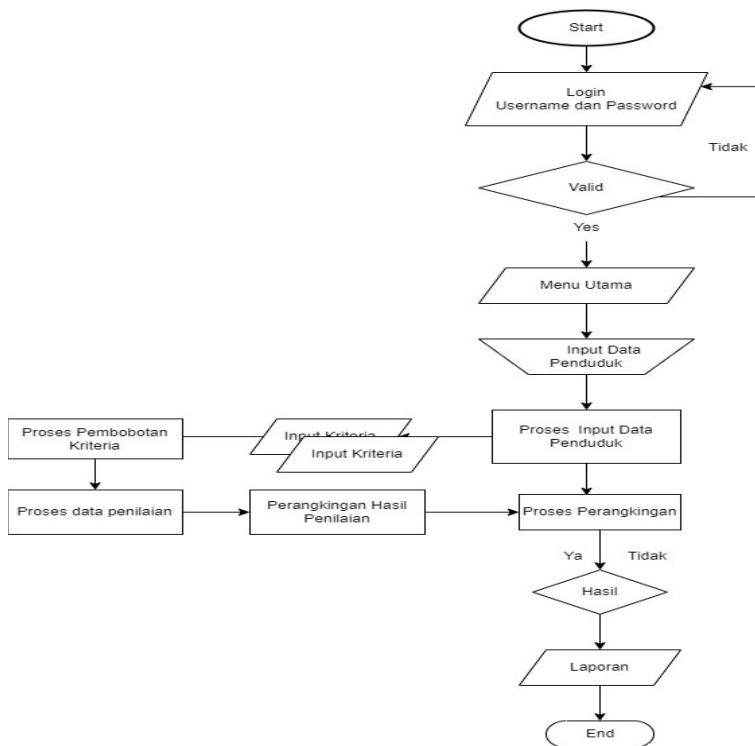 Start
Login
Username dan Password
Tidak
Valid
Yes
Menu Utama
Input Data
Penduduk
Proses Pembobotan
Kriteria
Input Kriteria
Input Kriteria
Proses Input Data
Penduduk
Proses data penilaian
Perangkingan Hasil
Penilaian
Proses Perangkingan
Ya
Tidak
Hasil
Laporan
End